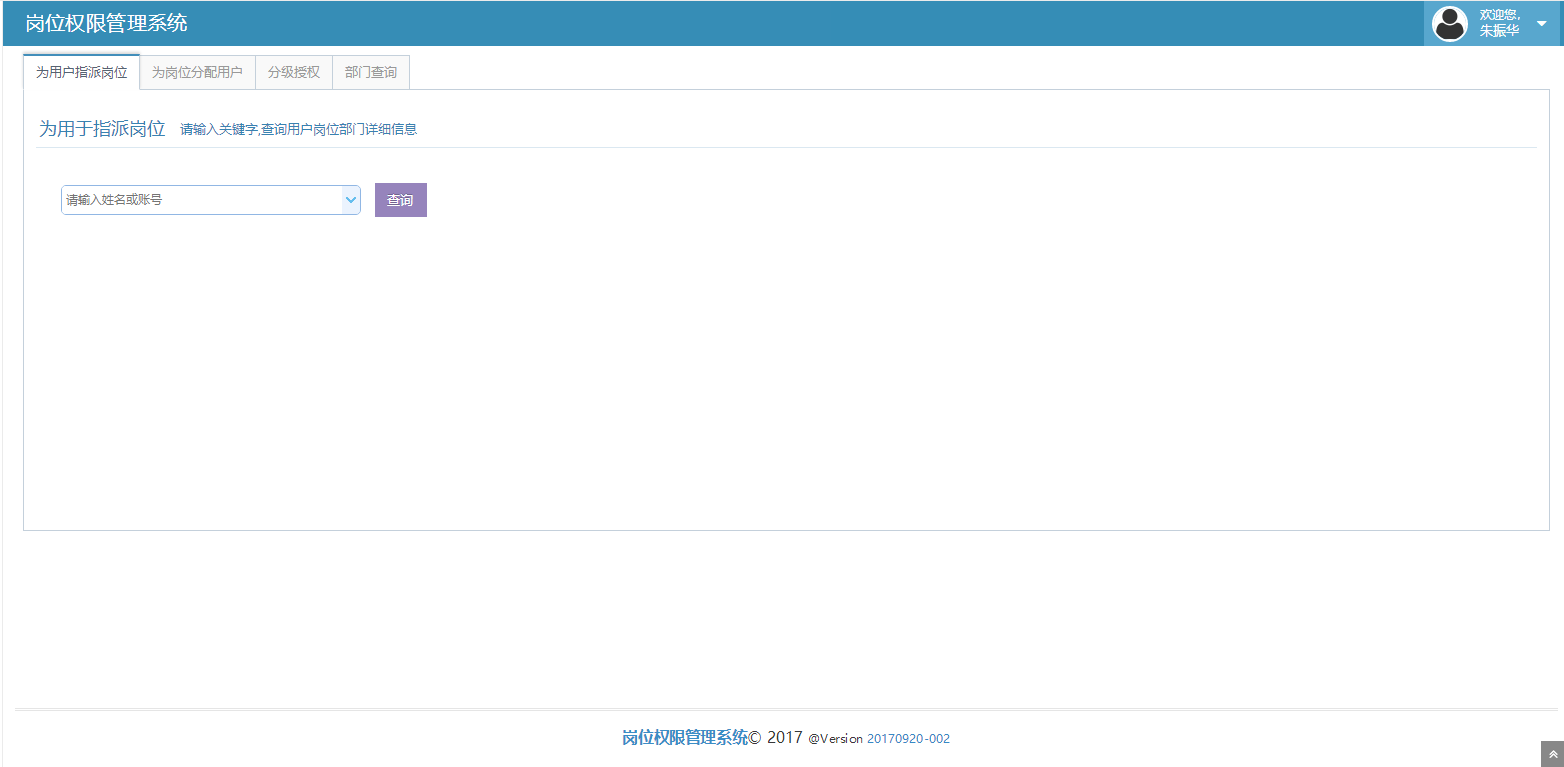 岗位权限管理系统
欢迎您,
朱振华
为用户指派岗位 为岗位分配用户 分级授权 部门查询
为用于指派岗位 请输入关键字,查询用户岗位部门详细信息
请输入姓名或账号 查询
岗位权限管理系统© 2017 @Version 20170920-002